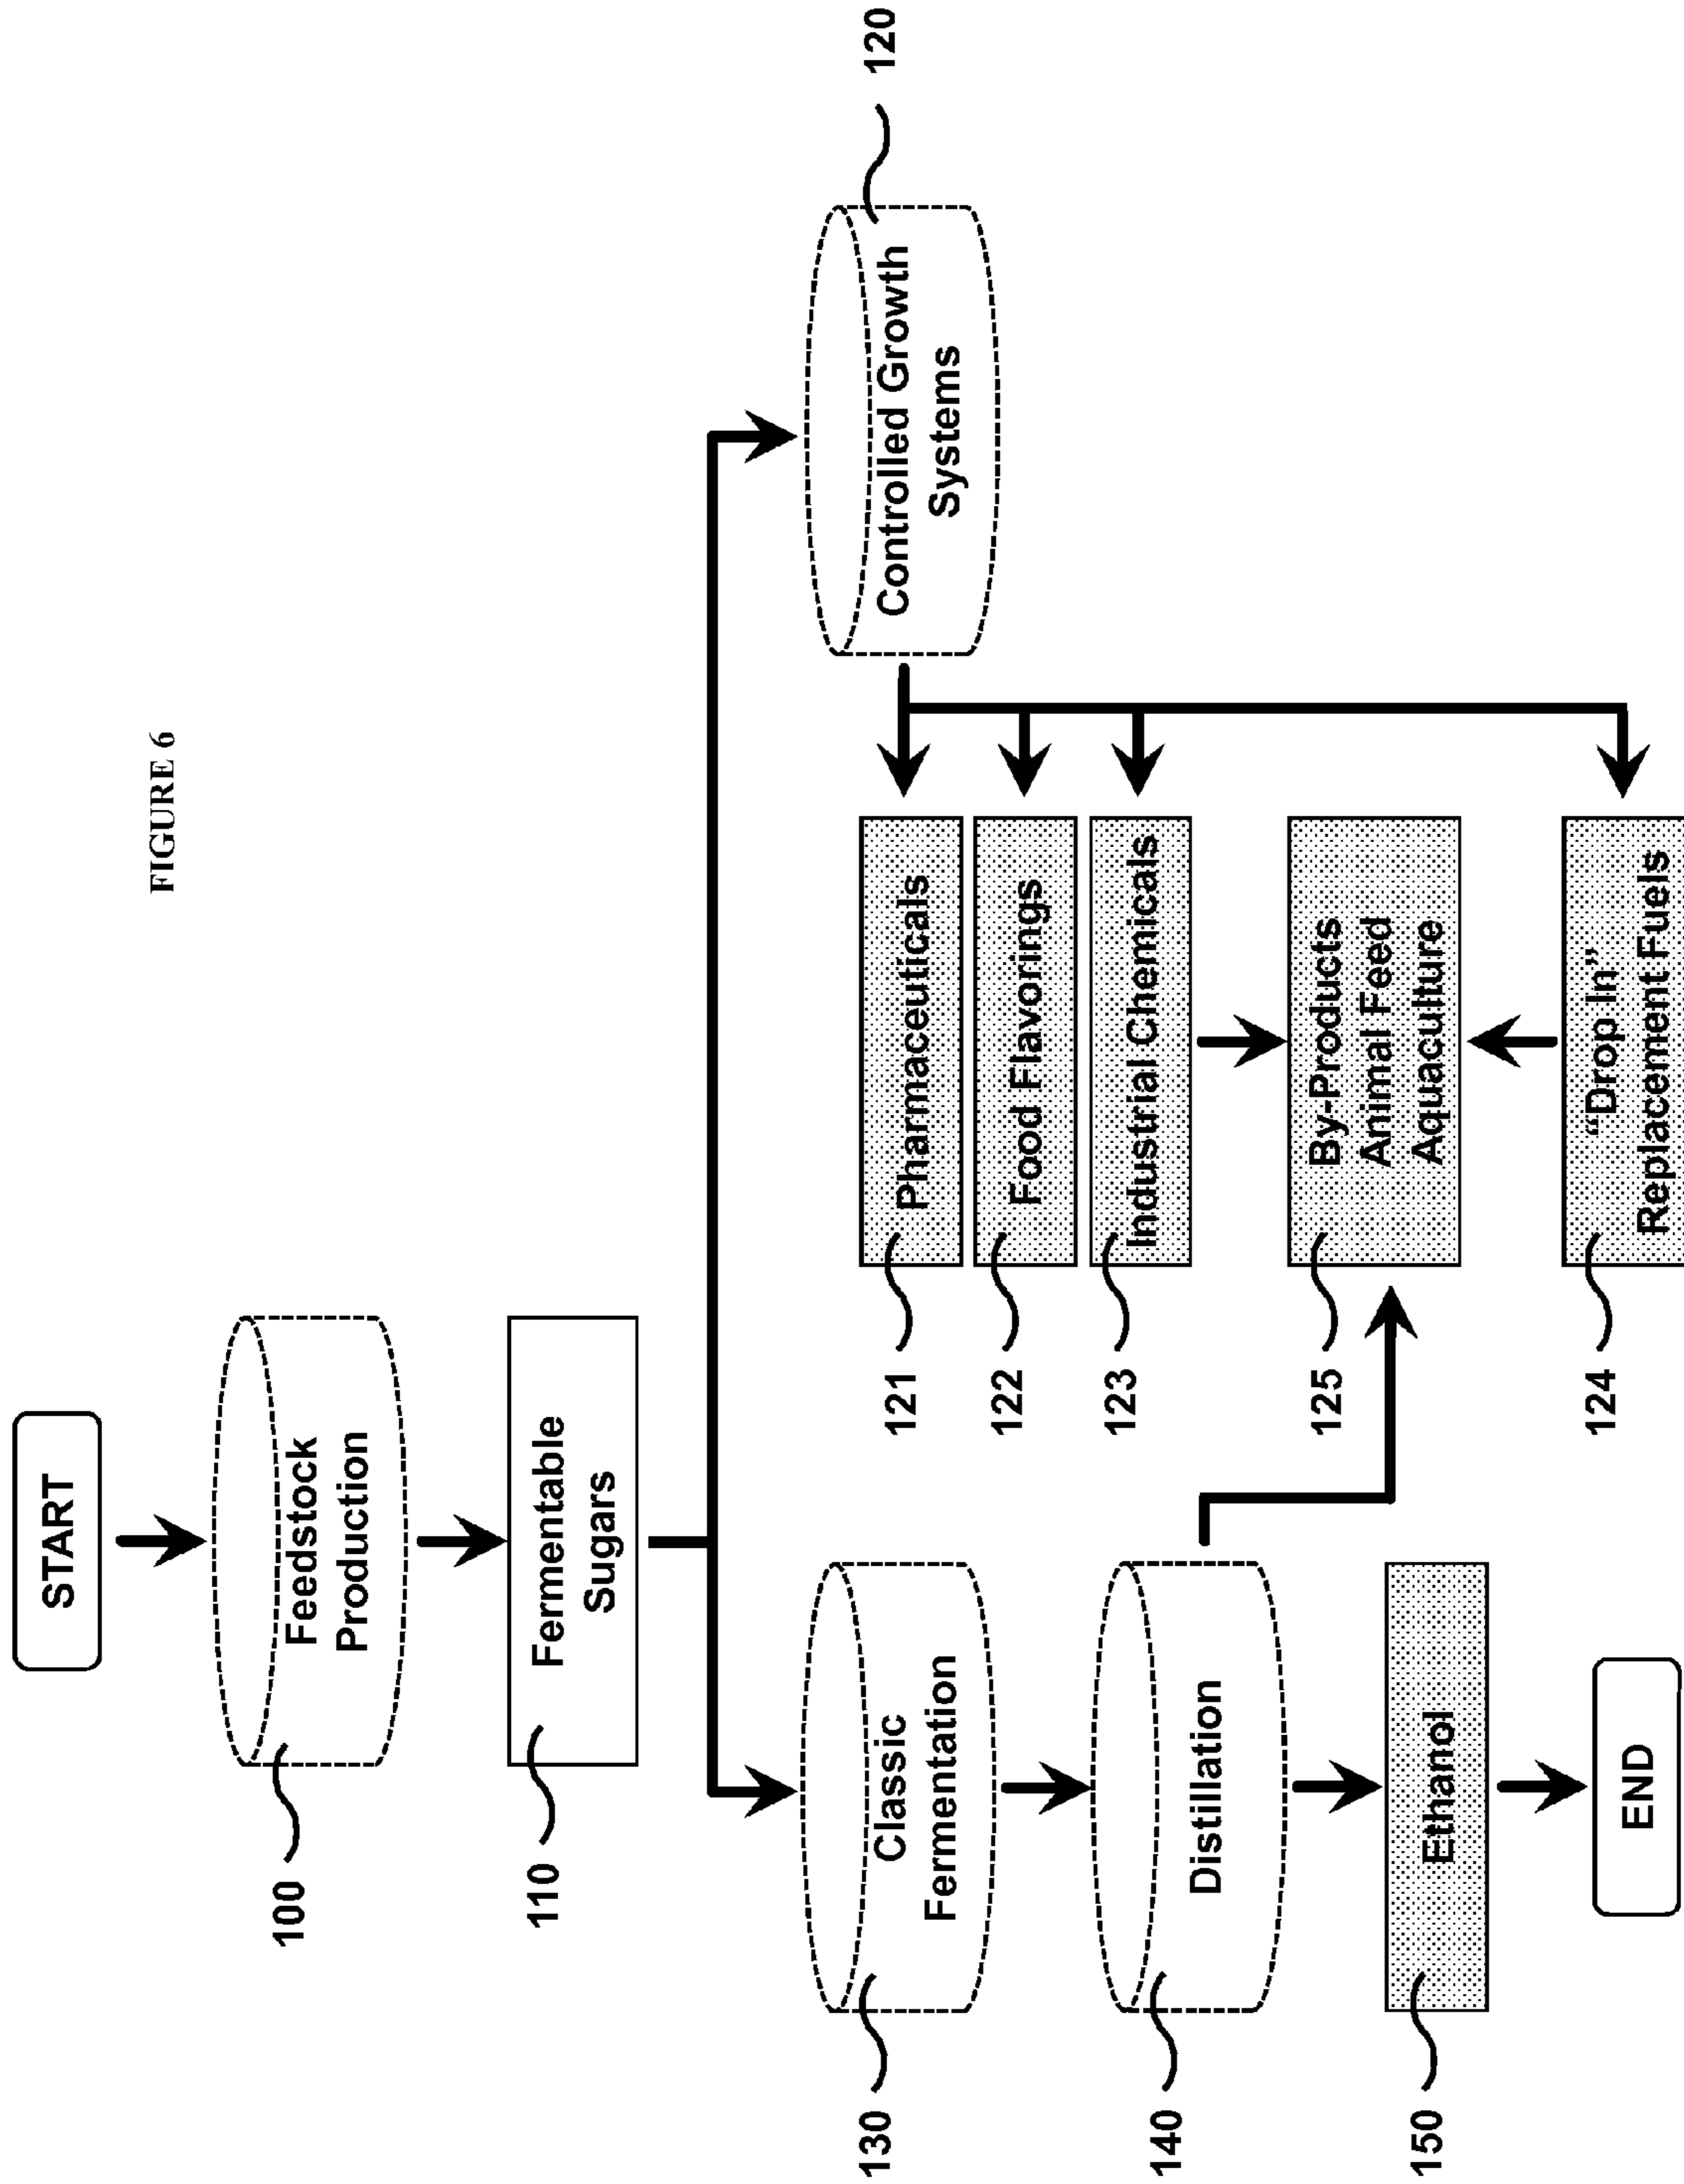 FIGURE 6
START
100
Feedstock
Production
110
Fermentable
Sugars
130
Classic
Fermentation
140
Distillation
150
Ethanol
END
120
Controlled Growth
Systems
121
Pharmaceuticals
122
Food Flavorings
123
Industrial Chemicals
125
By-Products
Animal Feed
Aquaculture
124
“Drop In”
Replacement Fuels